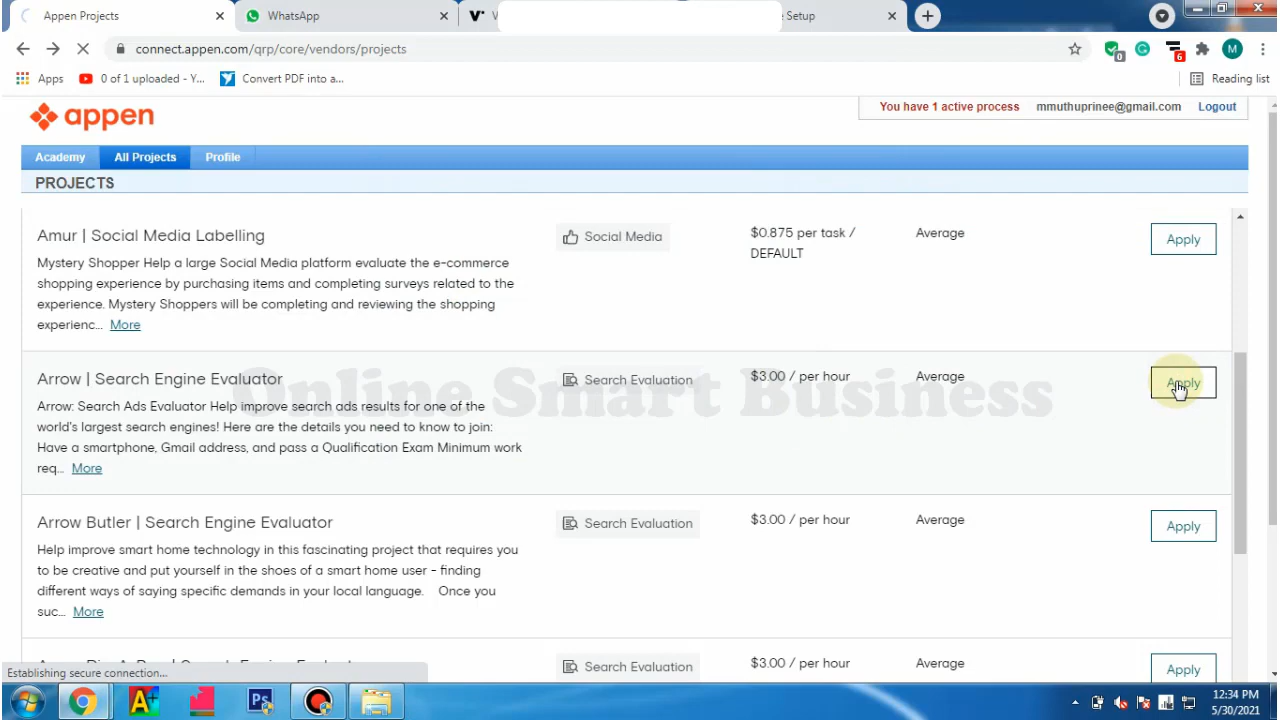 Appen Projects
WhatsApp
e Setup
connect.appen.com/qrp/core/vendors/projects
0
6
M
Apps
0 of 1 uploaded - Y...
Convert PDF into a...
Reading list
appen
You have 1 active process
mmuthuprinee@gmail.com
Logout
Academy
All Projects
Profile
PROJECTS
Amur | Social Media Labelling
Social Media
$0.875 per task /
DEFAULT
Average
Apply
Mystery Shopper Help a large Social Media platform evaluate the e-commerce
shopping experience by purchasing items and completing surveys related to the
experience. Mystery Shoppers will be completing and reviewing the shopping
experienc... More
Arrow | Search Engine Evaluator
Search Evaluation
$3.00 / per hour
Average
Apply
Online Smart Business
Arrow: Search Ads Evaluator Help improve search ads results for one of the
world's largest search engines! Here are the details you need to know to join:
Have a smartphone, Gmail address, and pass a Qualification Exam Minimum work
req... More
Arrow Butler | Search Engine Evaluator
Search Evaluation
$3.00 / per hour
Average
Apply
Help improve smart home technology in this fascinating project that requires you
to be creative and put yourself in the shoes of a smart home user - finding
different ways of saying specific demands in your local language. Once you
suc... More
Search Evaluation
$3.00 / per hour
Average
Apply
Establishing secure connection...
12:34 PM
5/30/2021